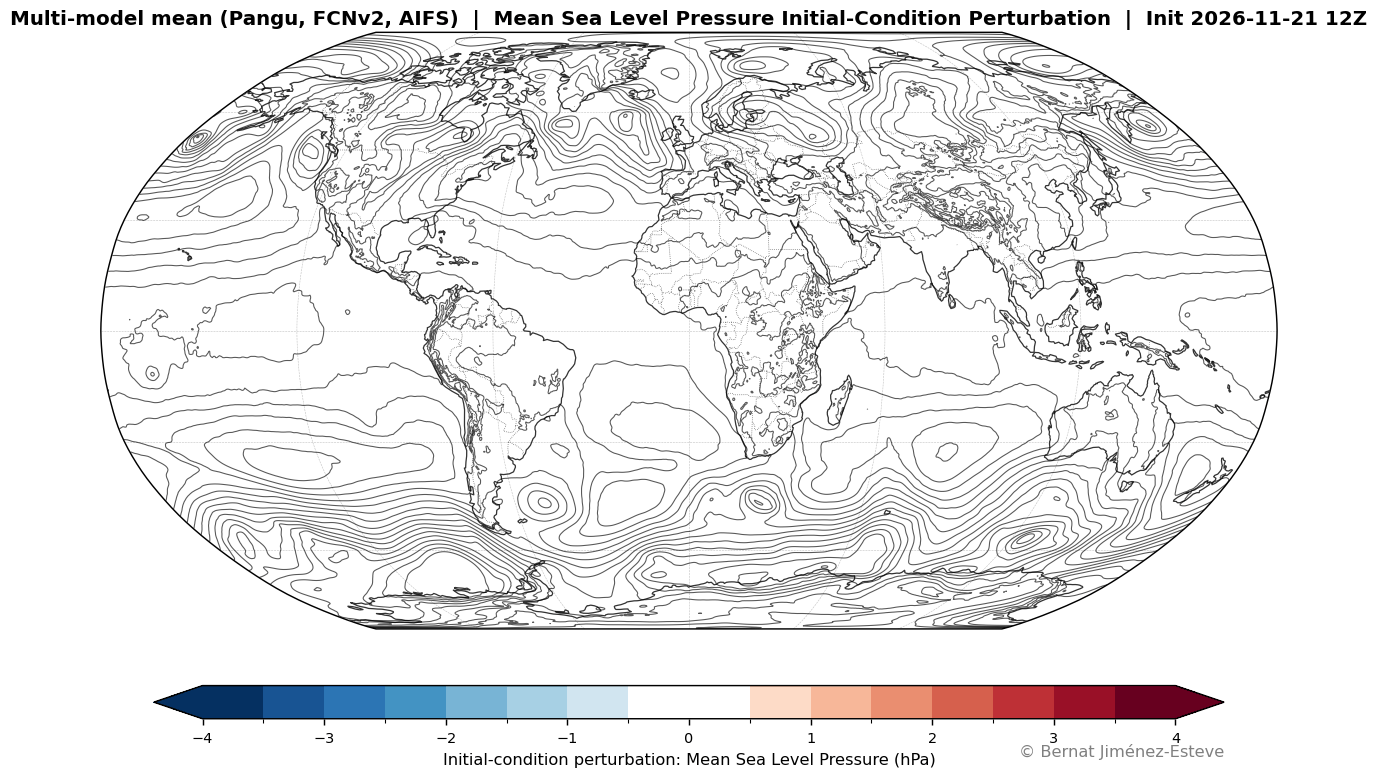 Multi-model mean (Pangu, FCNv2, AIFS)  |  Mean Sea Level Pressure Initial-Condition Perturbation  |  Init 2026-11-21 12Z
−4 −3 −2 −1 0 1 2 3 4
Initial-condition perturbation: Mean Sea Level Pressure (hPa)
© Bernat Jiménez-Esteve